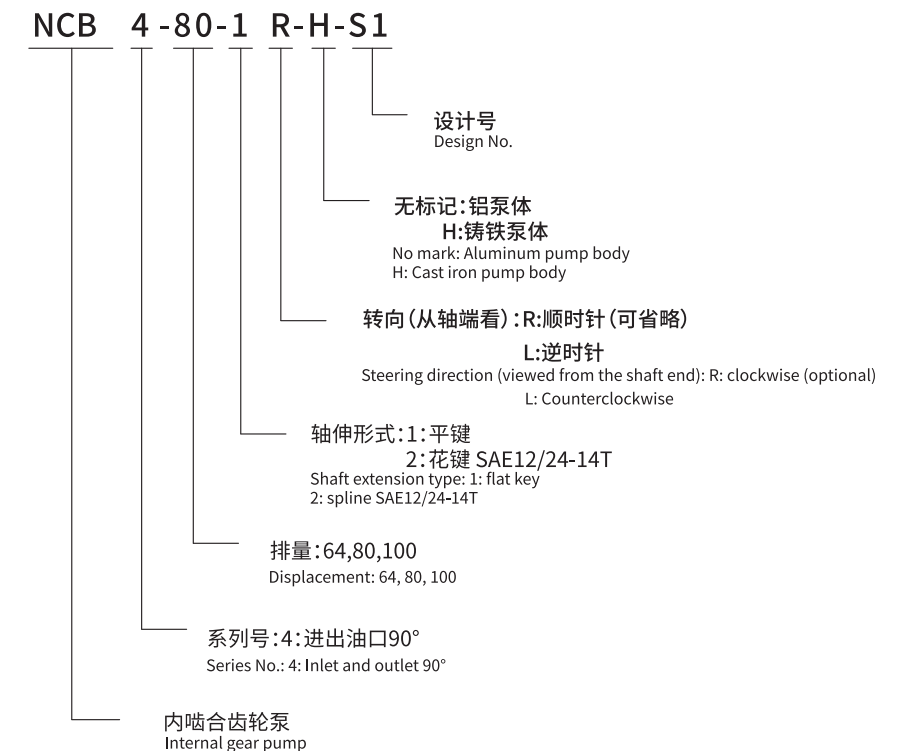 NCB 4-80-1 R-H-S1
设计号
Design No.
无标记：铝泵体
H:铸铁泵体
No mark: Aluminum pump body
H: Cast iron pump body
转向（从轴端看）：R:顺时针（可省略）
L:逆时针
Steering direction (viewed from the shaft end): R: clockwise (optional)
L: Counterclockwise
轴伸形式：1：平键
2：花键 SAE12/24-14T
Shaft extension type: 1: flat key
2: spline SAE12/24-14T
排量：64,80,100
Displacement: 64, 80, 100
系列号：4：进出油口90°
Series No.: 4: Inlet and outlet 90°
内啮合齿轮泵
Internal gear pump